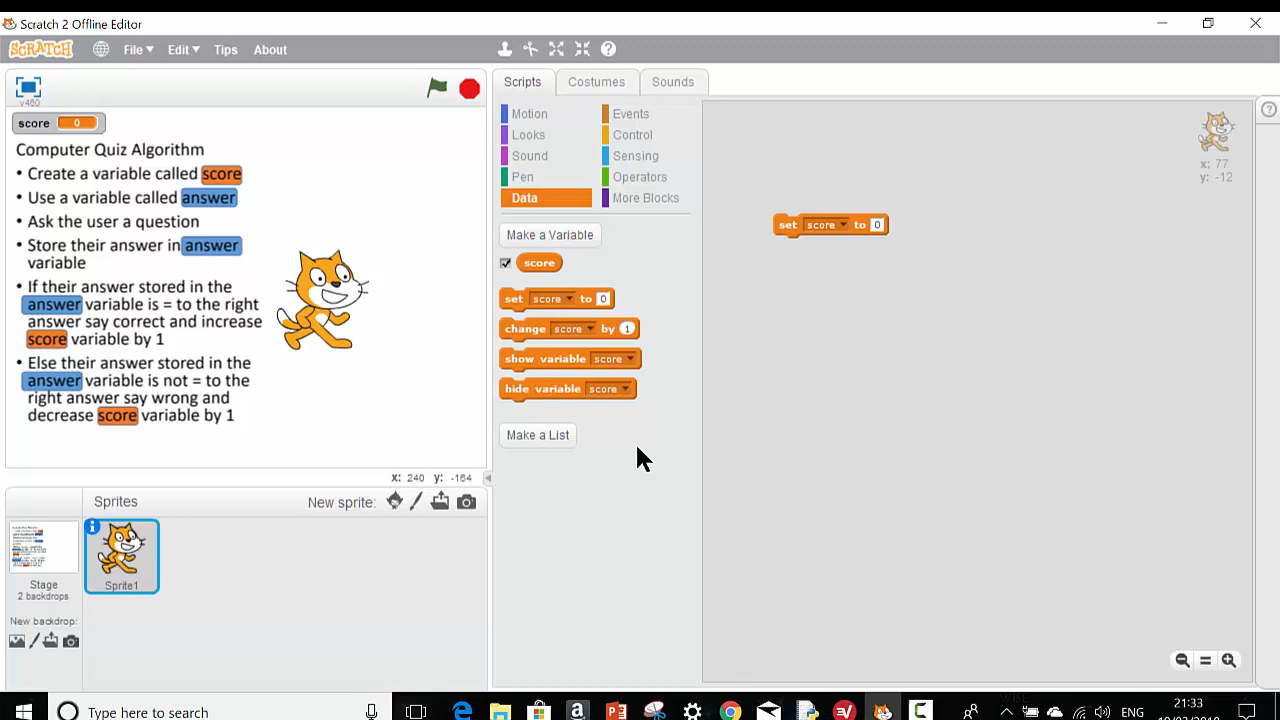 Scratch 2 Offline Editor
SCRATCH File Edit Tips About
v460
Scripts Costumes Sounds
score 0
Motion Events
Looks Control
Sound Sensing
Pen Operators
Data More Blocks
Make a Variable
score
set score to 0
change score by 1
show variable score
hide variable score
Make a List
set score to 0
x: 77
y: -12
Computer Quiz Algorithm
• Create a variable called score
• Use a variable called answer
• Ask the user a question
• Store their answer in answer
variable
• If their answer stored in the
answer variable is = to the right
answer say correct and increase
score variable by 1
• Else their answer stored in the
answer variable is not = to the
right answer say wrong and
decrease score variable by 1
x: 240 y: -164
Sprites New sprite:
Stage
2 backdrops
New backdrop:
Sprite1
Type here to search
21:33
ENG